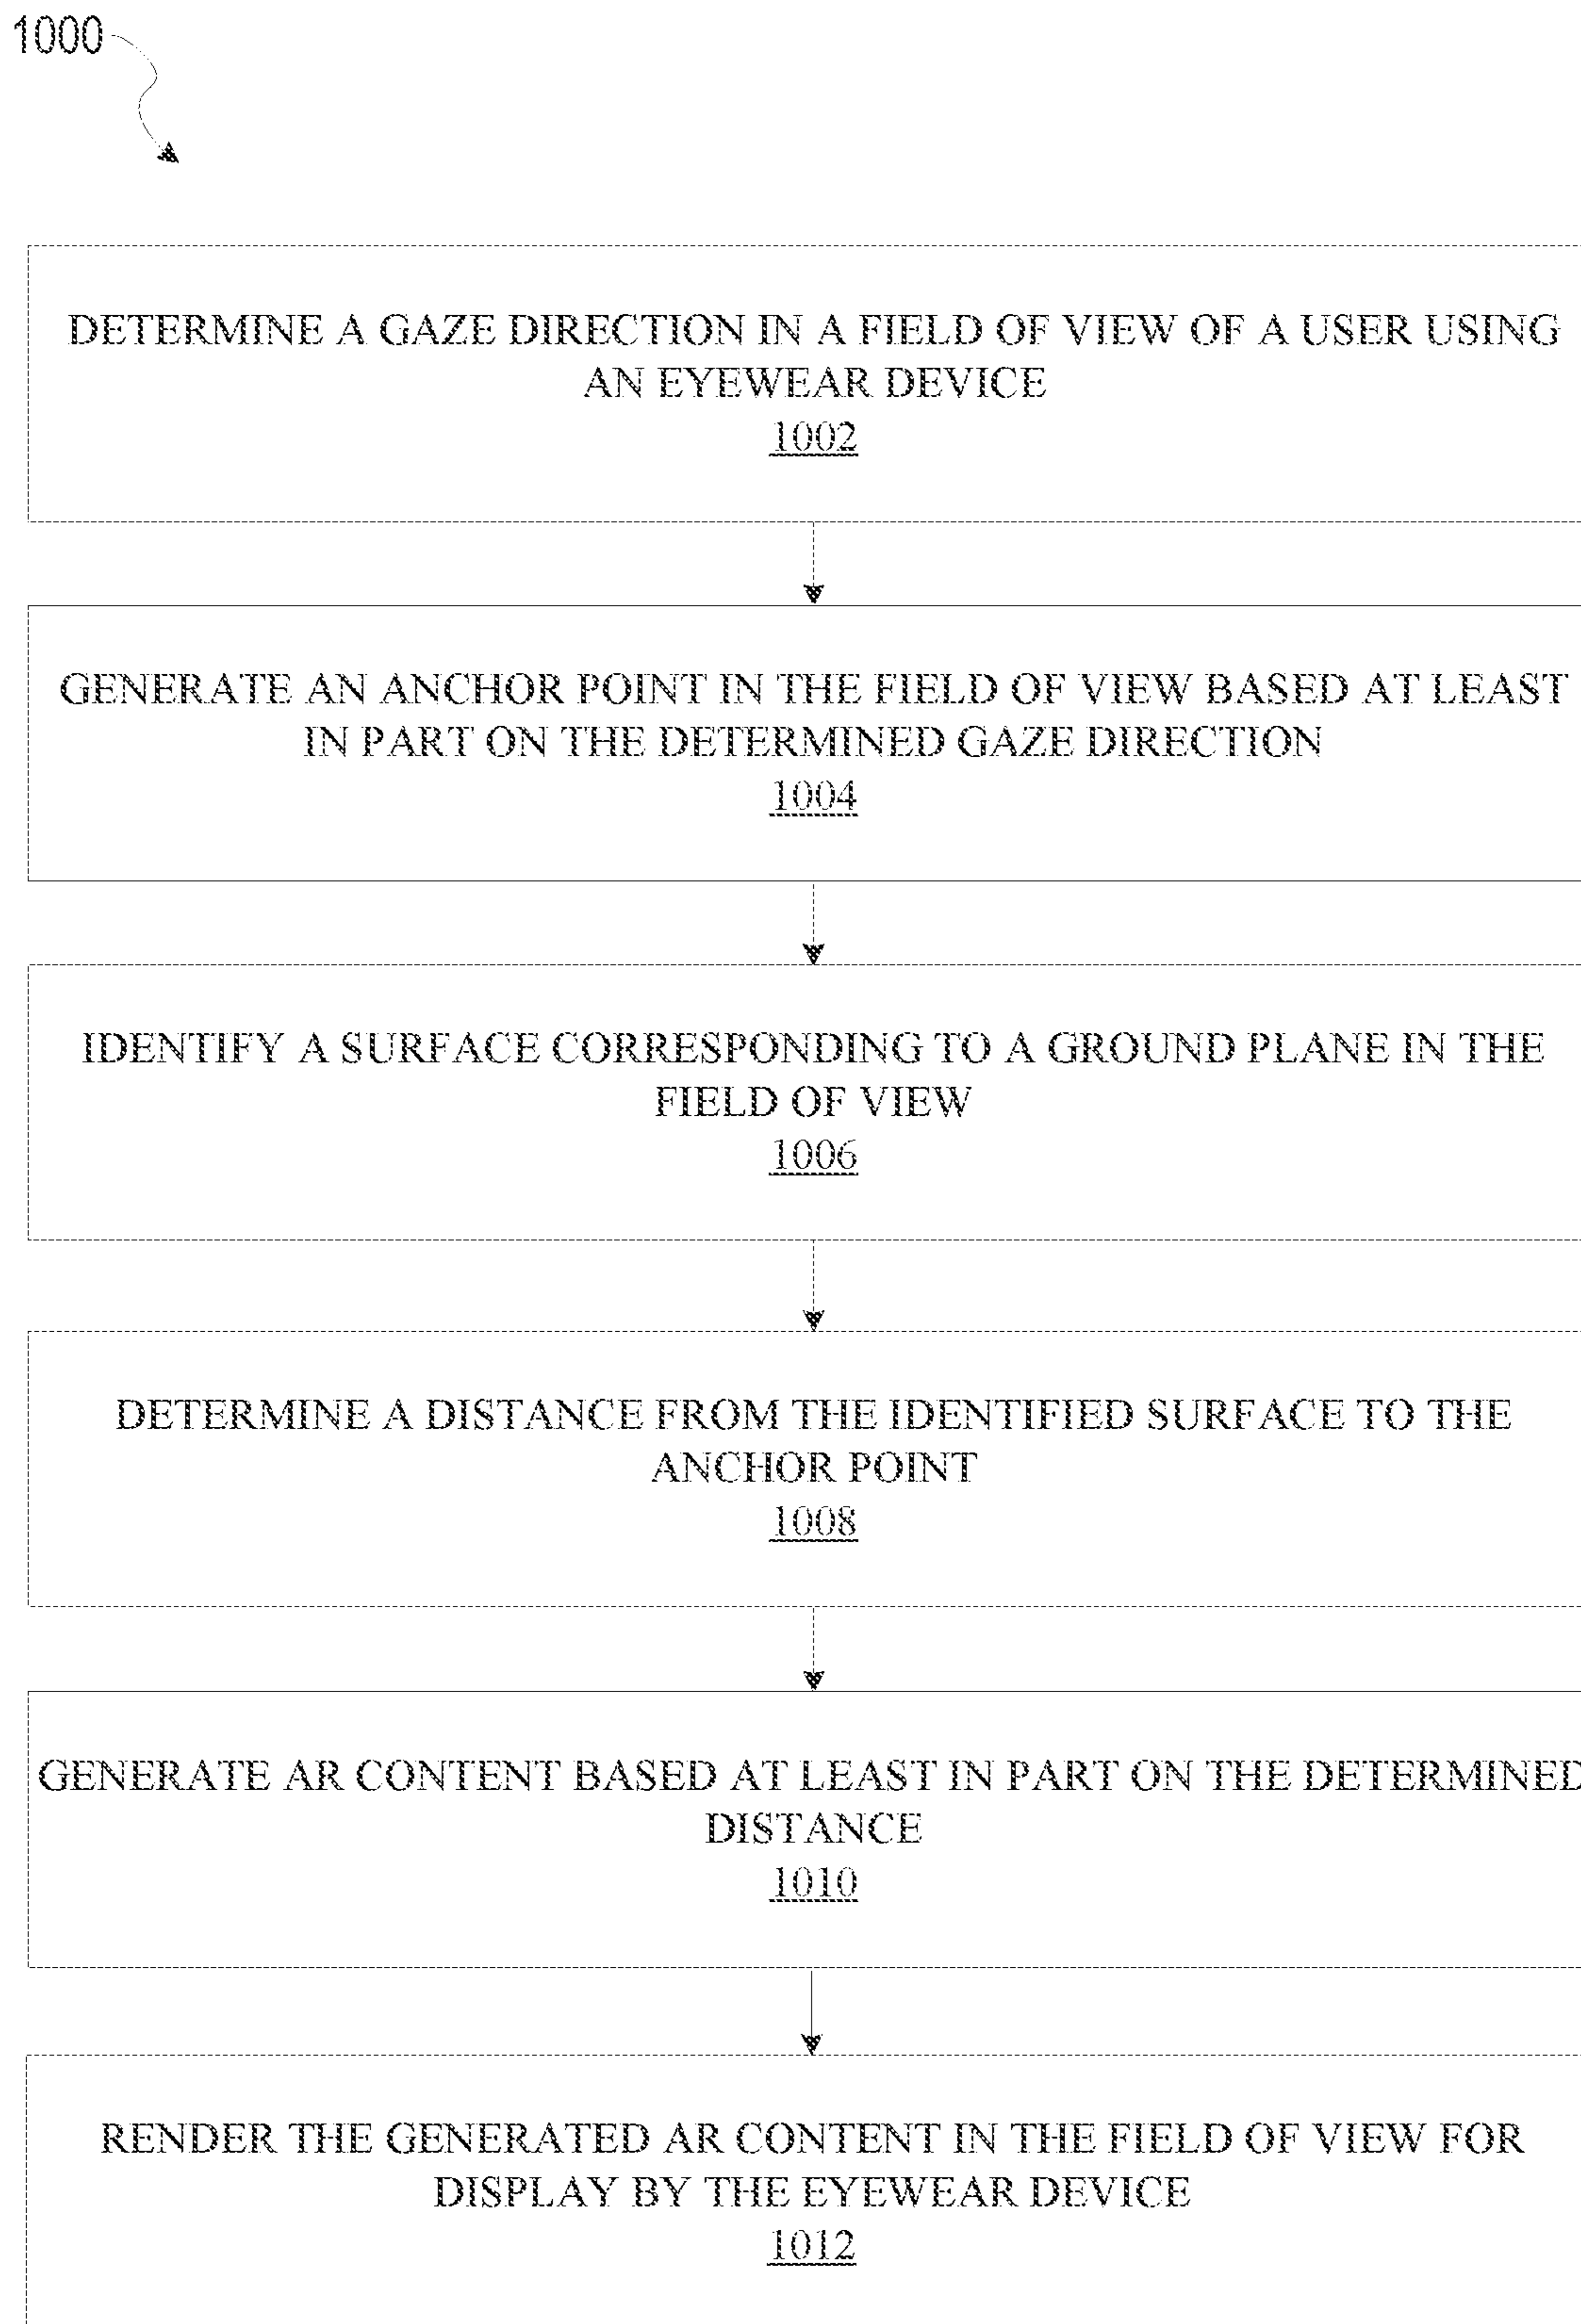 1000
DETERMINE A GAZE DIRECTION IN A FIELD OF VIEW OF A USER USING
AN EYEWEAR DEVICE
1002
GENERATE AN ANCHOR POINT IN THE FIELD OF VIEW BASED AT LEAST
IN PART ON THE DETERMINED GAZE DIRECTION
1004
IDENTIFY A SURFACE CORRESPONDING TO A GROUND PLANE IN THE
FIELD OF VIEW
1006
DETERMINE A DISTANCE FROM THE IDENTIFIED SURFACE TO THE
ANCHOR POINT
1008
GENERATE AR CONTENT BASED AT LEAST IN PART ON THE DETERMINED
DISTANCE
1010
RENDER THE GENERATED AR CONTENT IN THE FIELD OF VIEW FOR
DISPLAY BY THE EYEWEAR DEVICE
1012